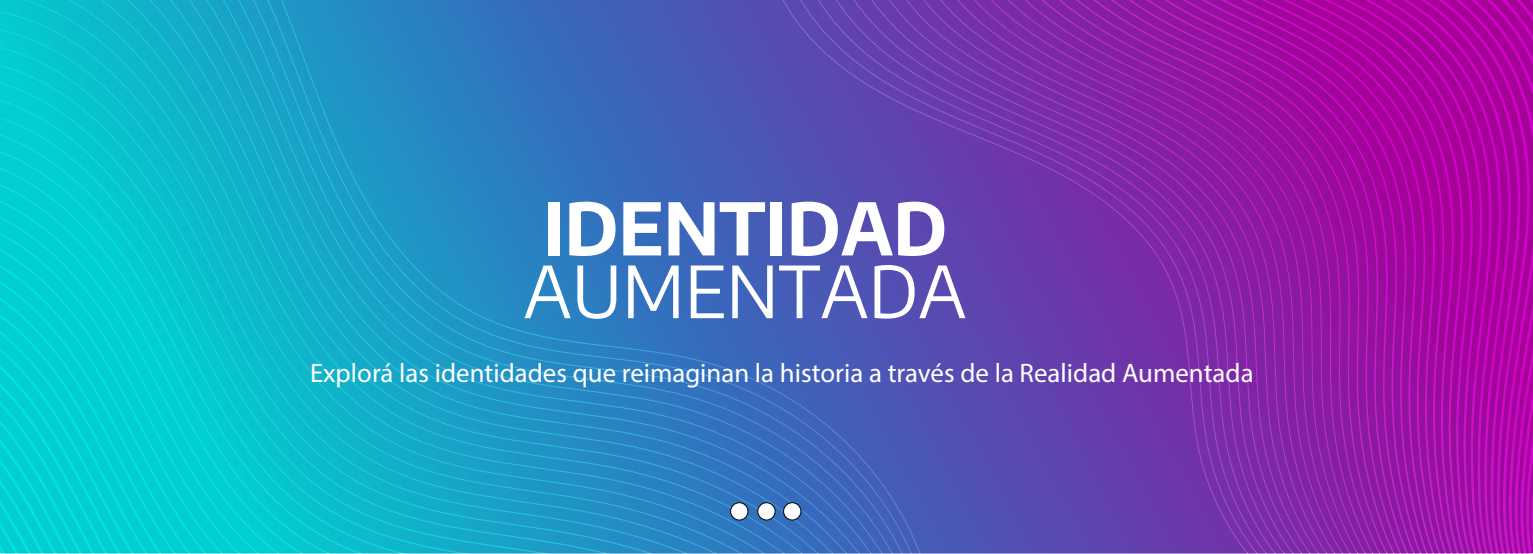 IDENTIDAD
AUMENTADA
Explorá las identidades que reimaginan la historia a través de la Realidad Aumentada